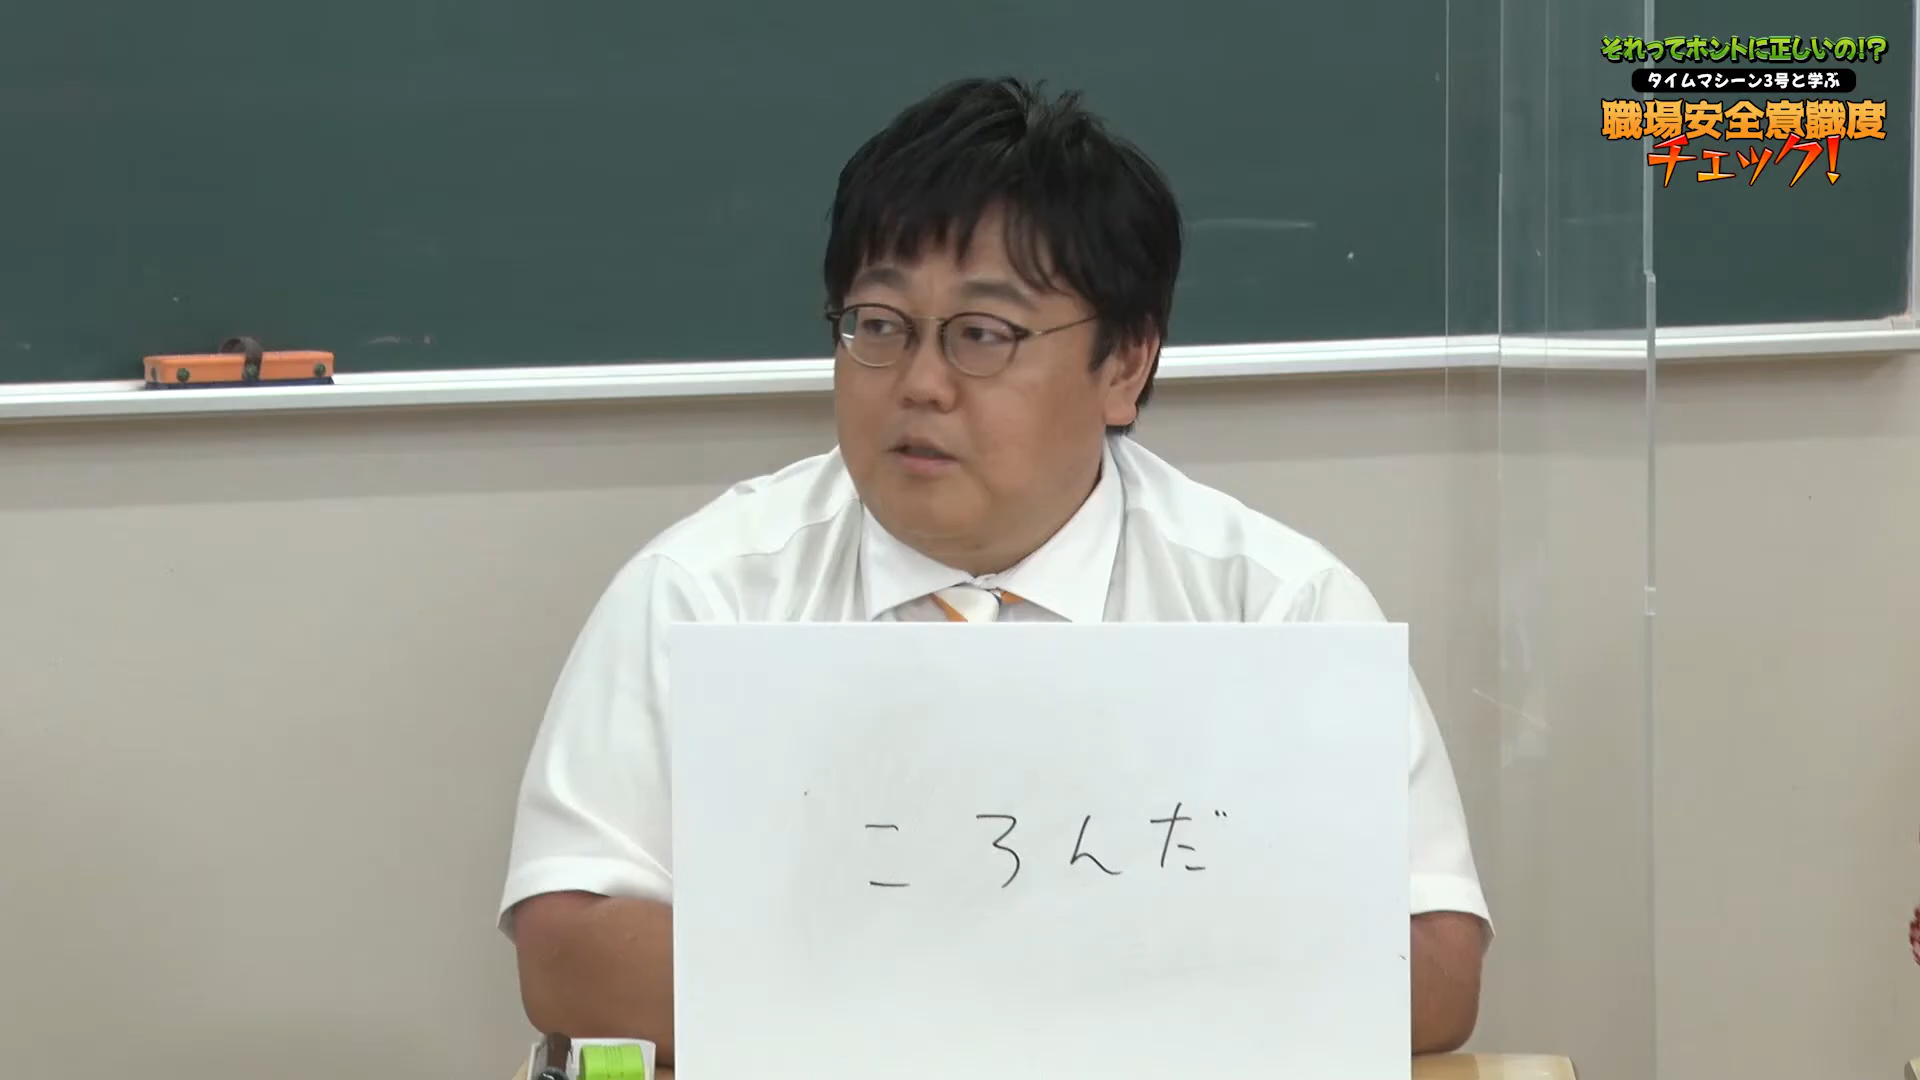 それってホントに正しいの!?
タイムマシーン3号と学ぶ
職場安全意識度
チェック!
ころんだ